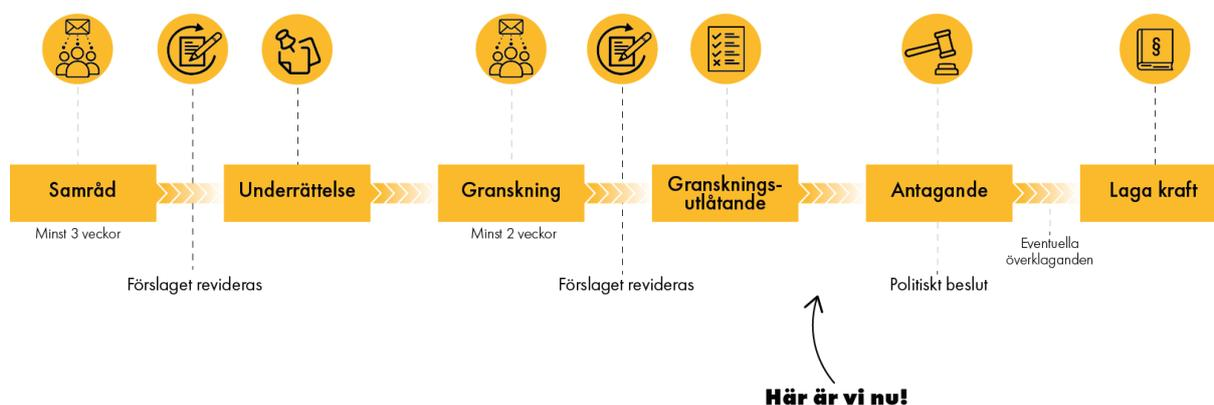 Samråd
Underrättelse
Granskning
Gransknings-
utlåtande
Antagande
Laga kraft
§
Minst 3 veckor
Minst 2 veckor
Eventuella
överklaganden
Förslaget revideras
Förslaget revideras
Politiskt beslut
Här är vi nu!